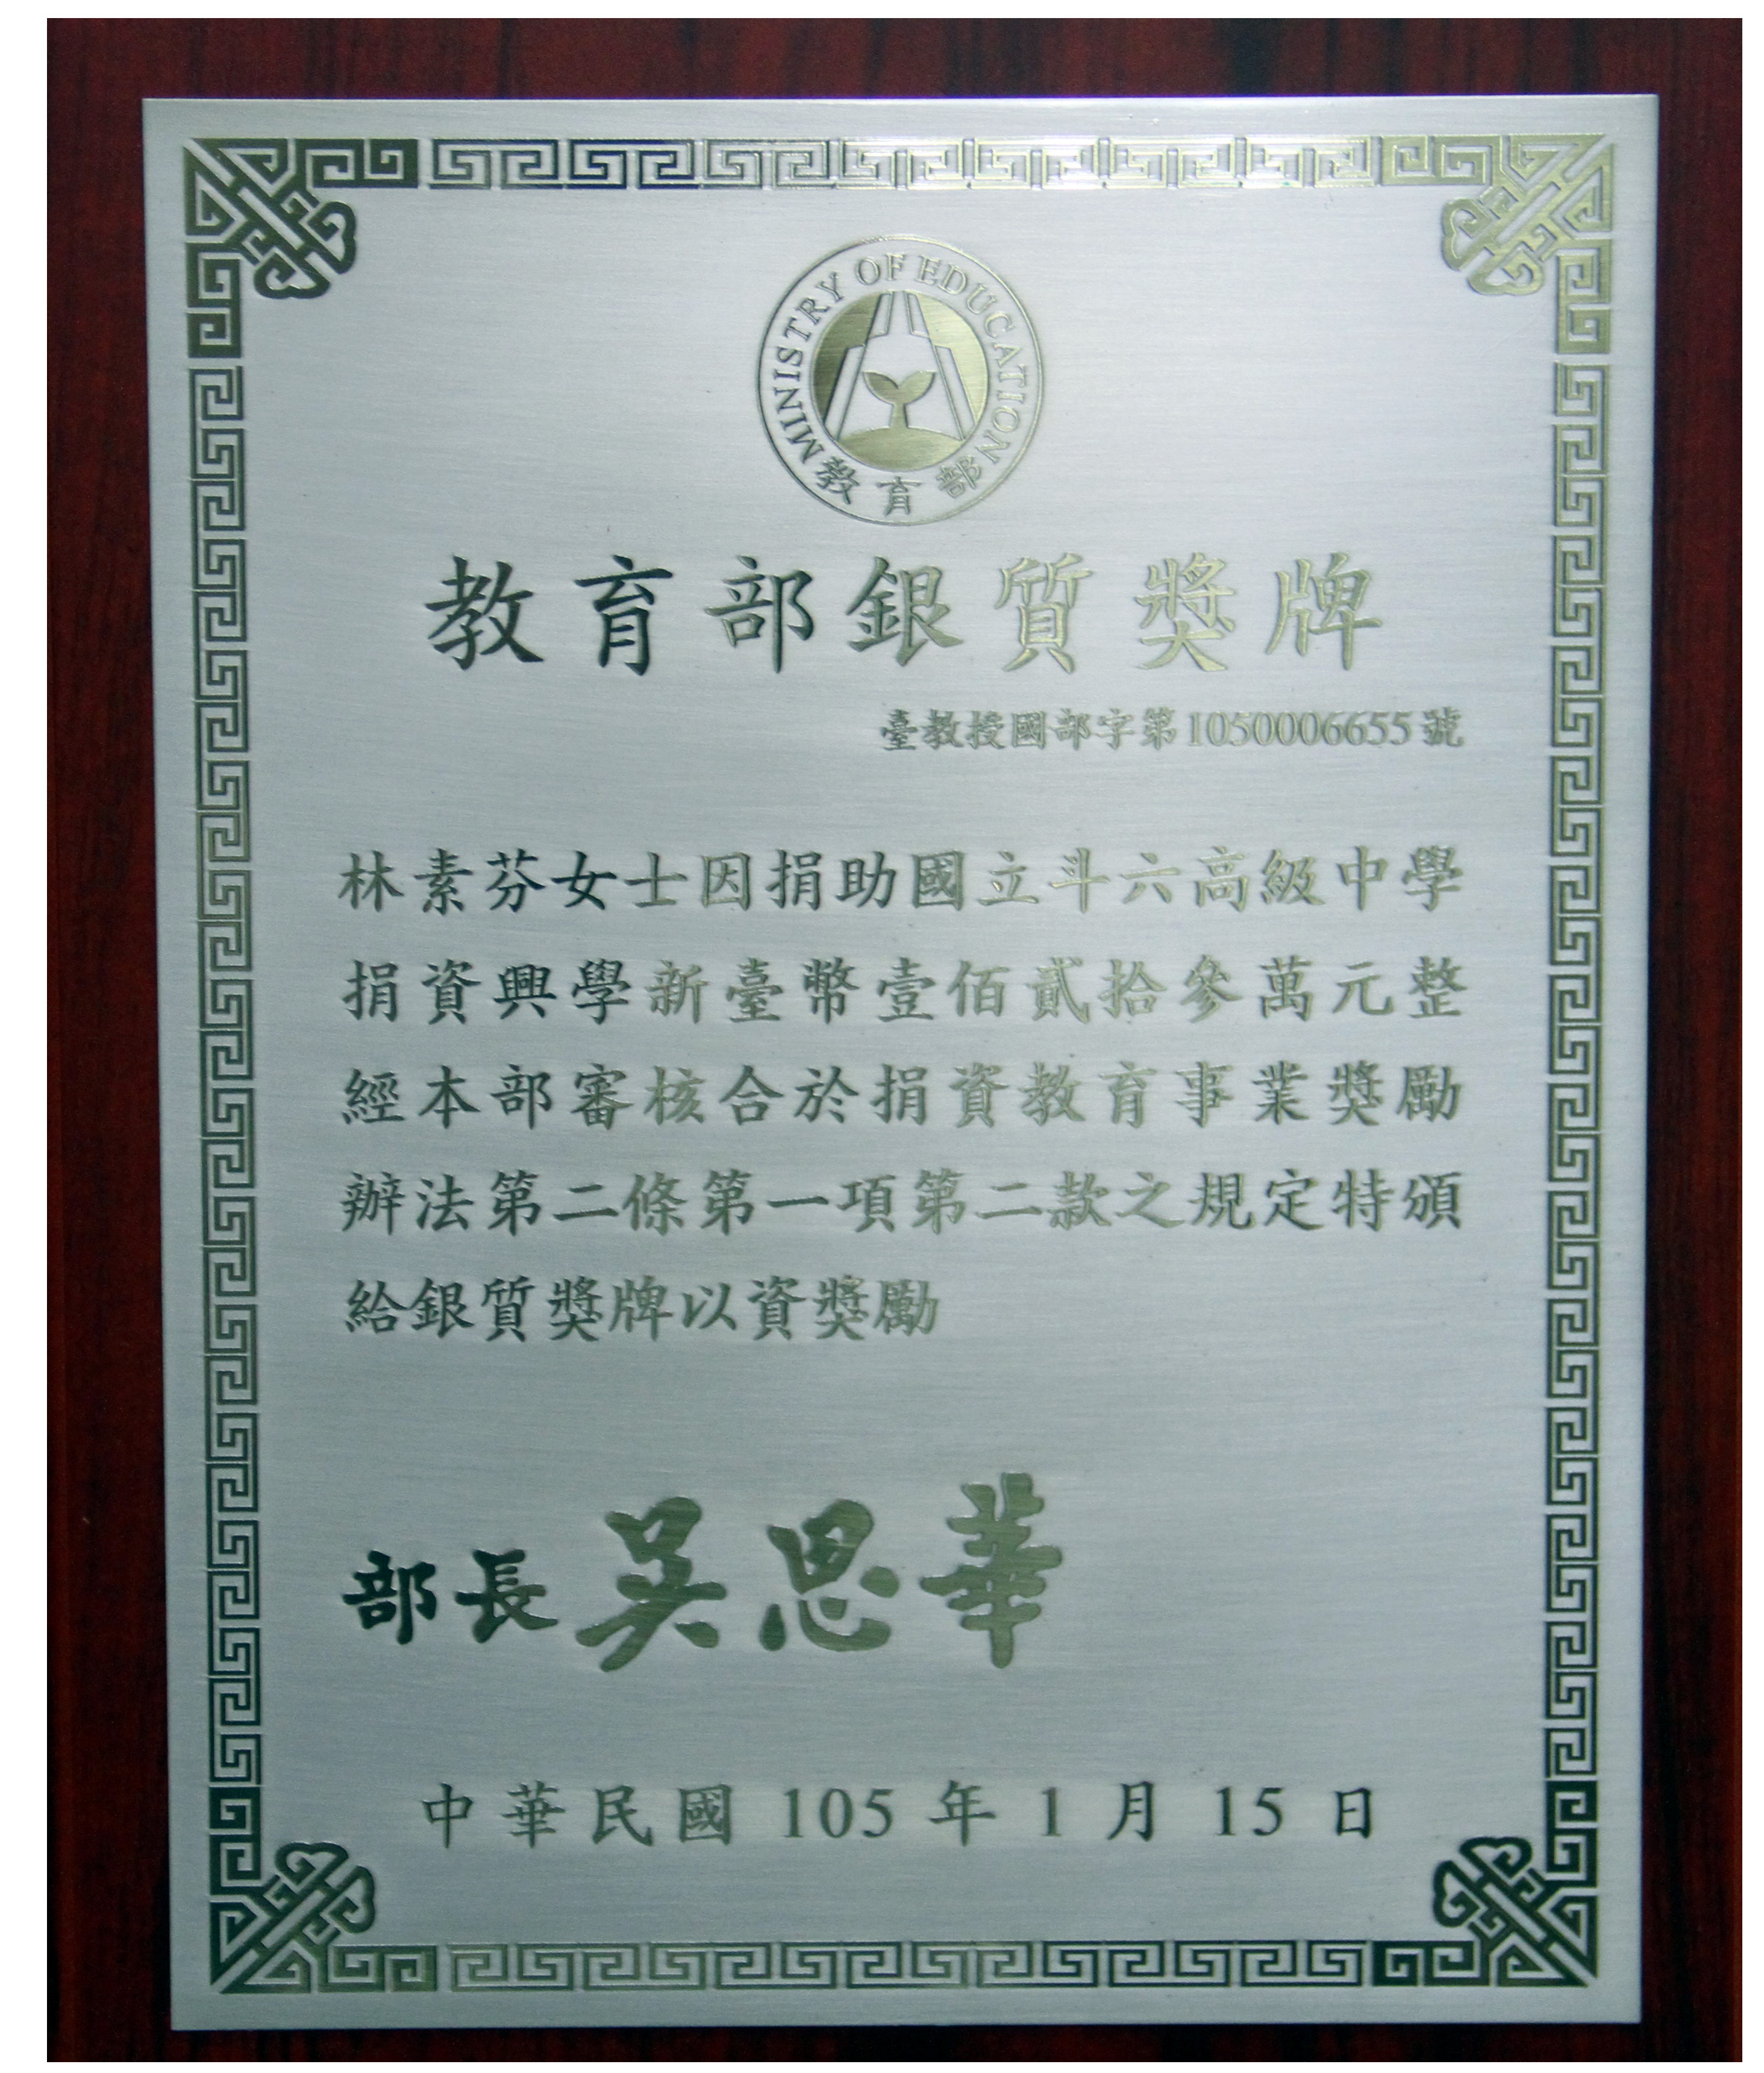 MINISTRY OF EDUCATION
教育部
教育部銀質獎牌
臺教授國部字第1050006655號
林素芬女士因捐助國立斗六高級中學
捐資興學新臺幣壹佰貳拾參萬元整
經本部審核合於捐資教育事業獎勵
辦法第二條第一項第二款之規定特頒
給銀質獎牌以資獎勵
部長 吳思華
中華民國 105 年 1 月 15 日